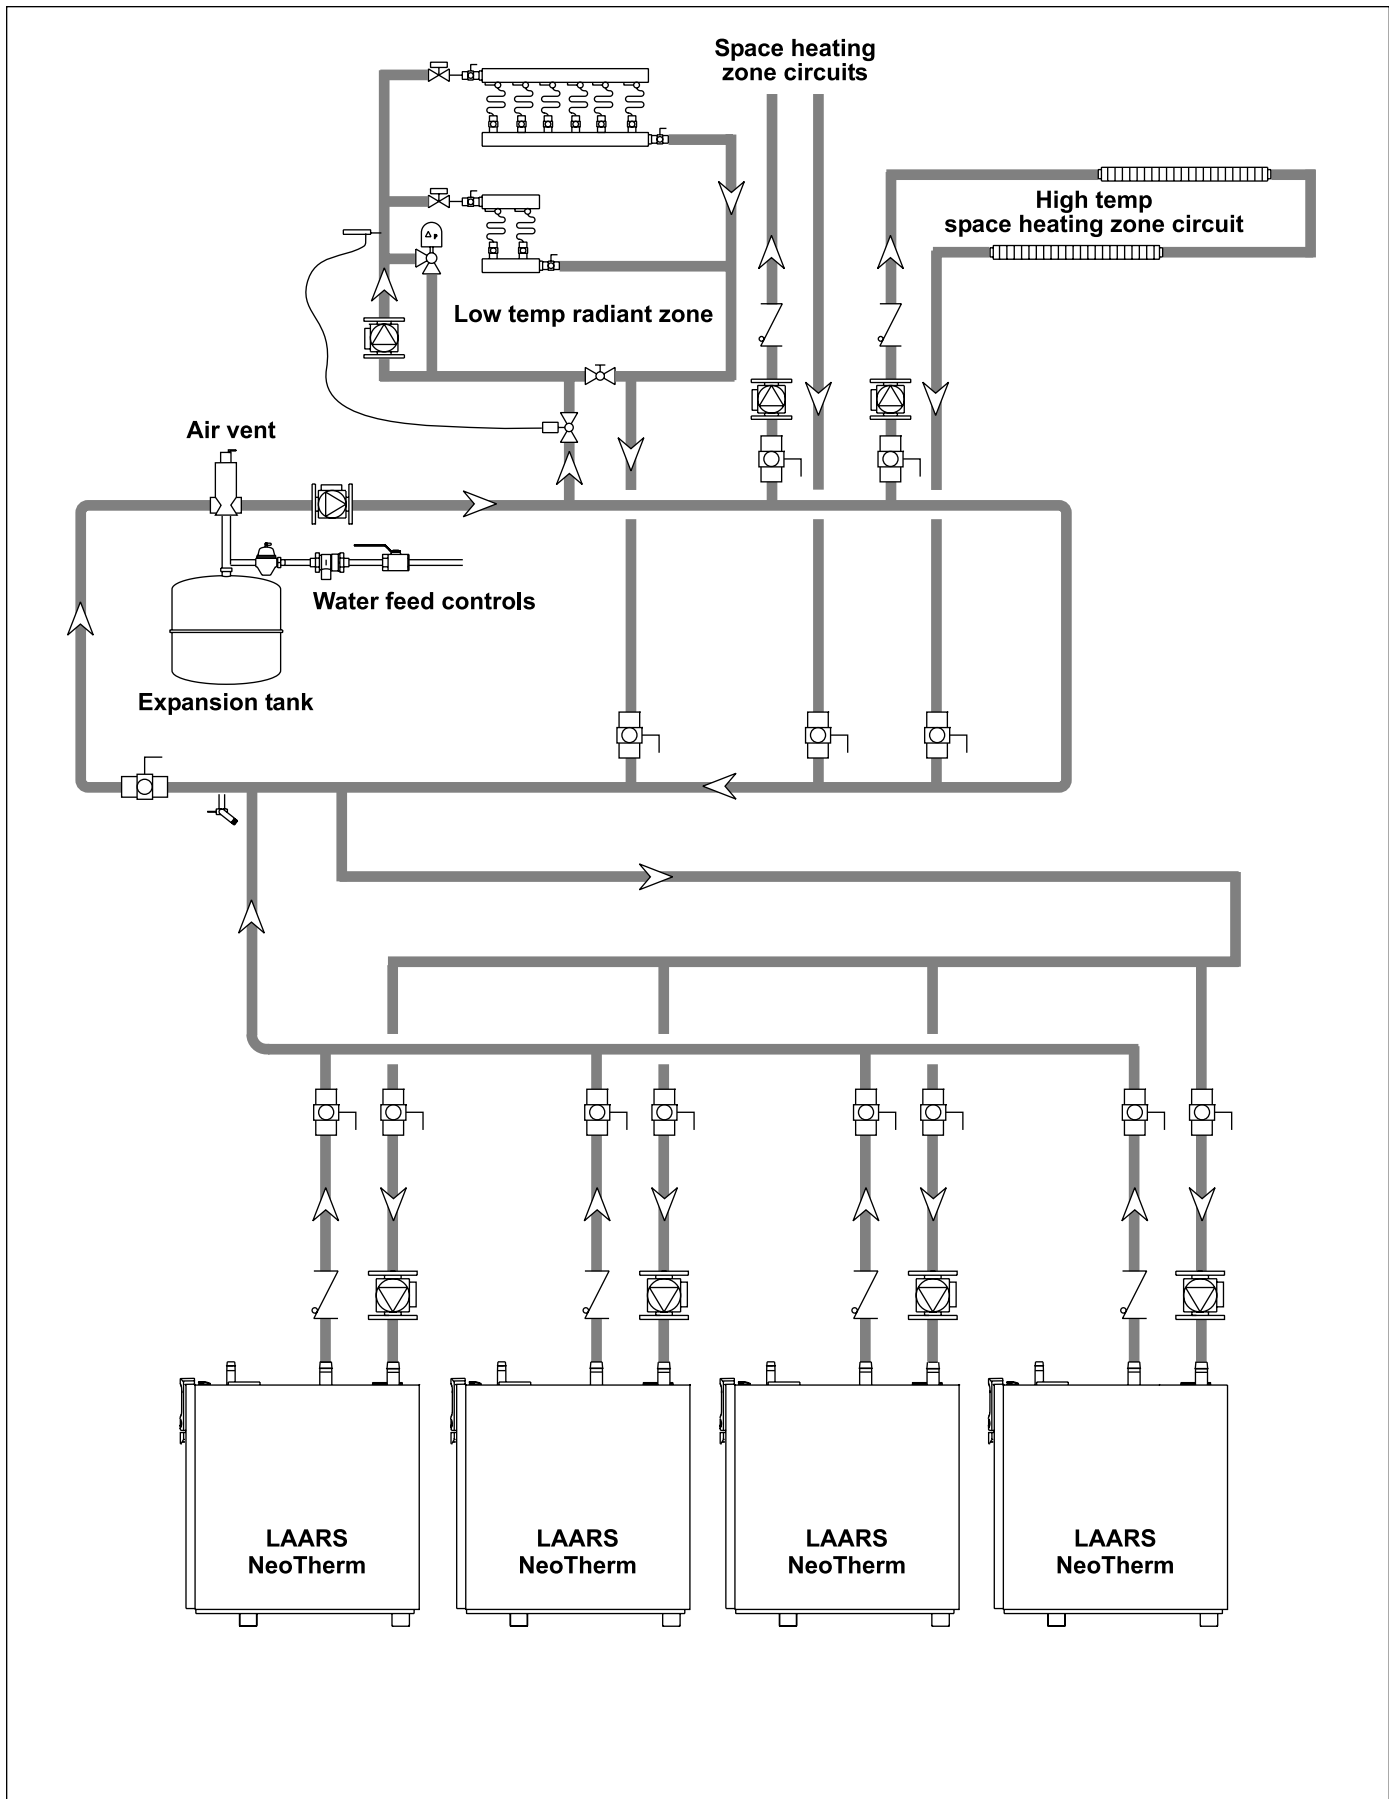 Space heating
zone circuits
High temp
space heating zone circuit
Δ P
Low temp radiant zone
Air vent
Water feed controls
Expansion tank
LAARS
NeoTherm
LAARS
NeoTherm
LAARS
NeoTherm
LAARS
NeoTherm